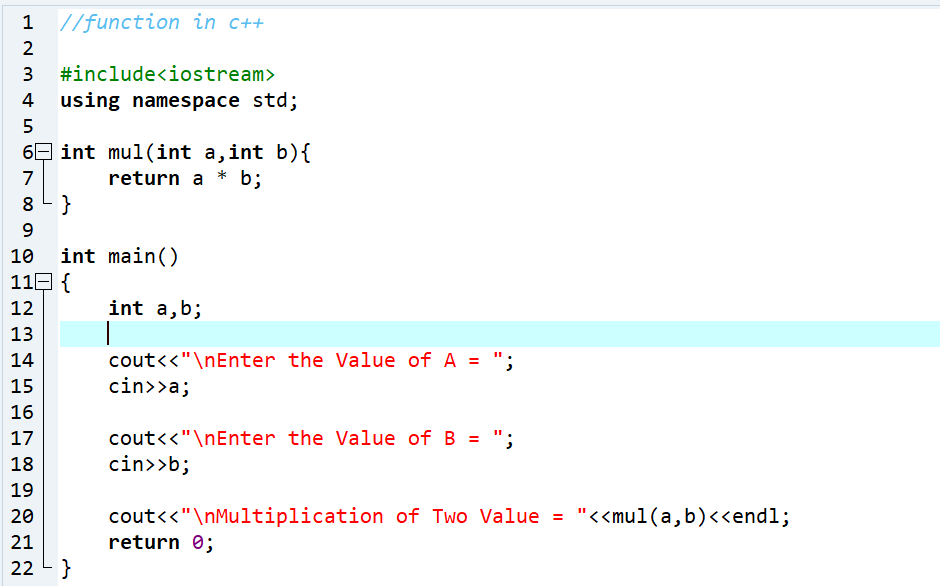 1 //function in c++
2
3 #include<iostream>
4 using namespace std;
5
6 int mul(int a,int b){
7     return a * b;
8 }
9
10 int main()
11 {
12     int a,b;
13
14     cout<<"\nEnter the Value of A = ";
15     cin>>a;
16
17     cout<<"\nEnter the Value of B = ";
18     cin>>b;
19
20     cout<<"\nMultiplication of Two Value = "<<mul(a,b)<<endl;
21     return 0;
22 }